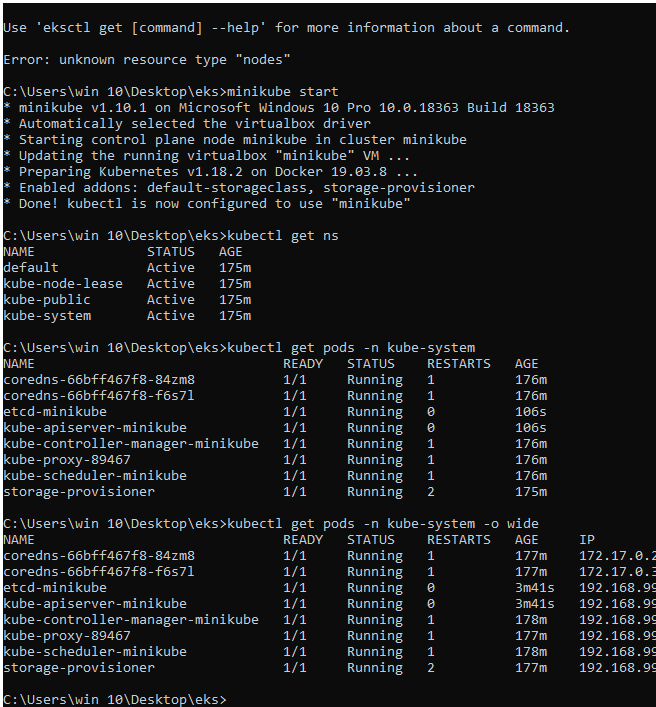 Use 'eksctl get [command] --help' for more information about a command.
Error: unknown resource type "nodes"
C:\Users\win 10\Desktop\eks>minikube start
* minikube v1.10.1 on Microsoft Windows 10 Pro 10.0.18363 Build 18363
* Automatically selected the virtualbox driver
* Starting control plane node minikube in cluster minikube
* Updating the running virtualbox "minikube" VM ...
* Preparing Kubernetes v1.18.2 on Docker 19.03.8 ...
* Enabled addons: default-storageclass, storage-provisioner
* Done! kubectl is now configured to use "minikube"
C:\Users\win 10\Desktop\eks>kubectl get ns
NAME STATUS AGE
default Active 175m
kube-node-lease Active 175m
kube-public Active 175m
kube-system Active 175m
C:\Users\win 10\Desktop\eks>kubectl get pods -n kube-system
NAME READY STATUS RESTARTS AGE
coredns-66bff467f8-84zm8 1/1 Running 1 176m
coredns-66bff467f8-f6s7l 1/1 Running 1 176m
etcd-minikube 1/1 Running 0 106s
kube-apiserver-minikube 1/1 Running 0 106s
kube-controller-manager-minikube 1/1 Running 1 176m
kube-proxy-89467 1/1 Running 1 176m
kube-scheduler-minikube 1/1 Running 1 176m
storage-provisioner 1/1 Running 2 175m
C:\Users\win 10\Desktop\eks>kubectl get pods -n kube-system -o wide
NAME READY STATUS RESTARTS AGE IP
coredns-66bff467f8-84zm8 1/1 Running 1 177m 172.17.0.2
coredns-66bff467f8-f6s7l 1/1 Running 1 177m 172.17.0.3
etcd-minikube 1/1 Running 0 3m41s 192.168.99
kube-apiserver-minikube 1/1 Running 0 3m41s 192.168.99
kube-controller-manager-minikube 1/1 Running 1 178m 192.168.99
kube-proxy-89467 1/1 Running 1 177m 192.168.99
kube-scheduler-minikube 1/1 Running 1 178m 192.168.99
storage-provisioner 1/1 Running 2 177m 192.168.99
C:\Users\win 10\Desktop\eks>